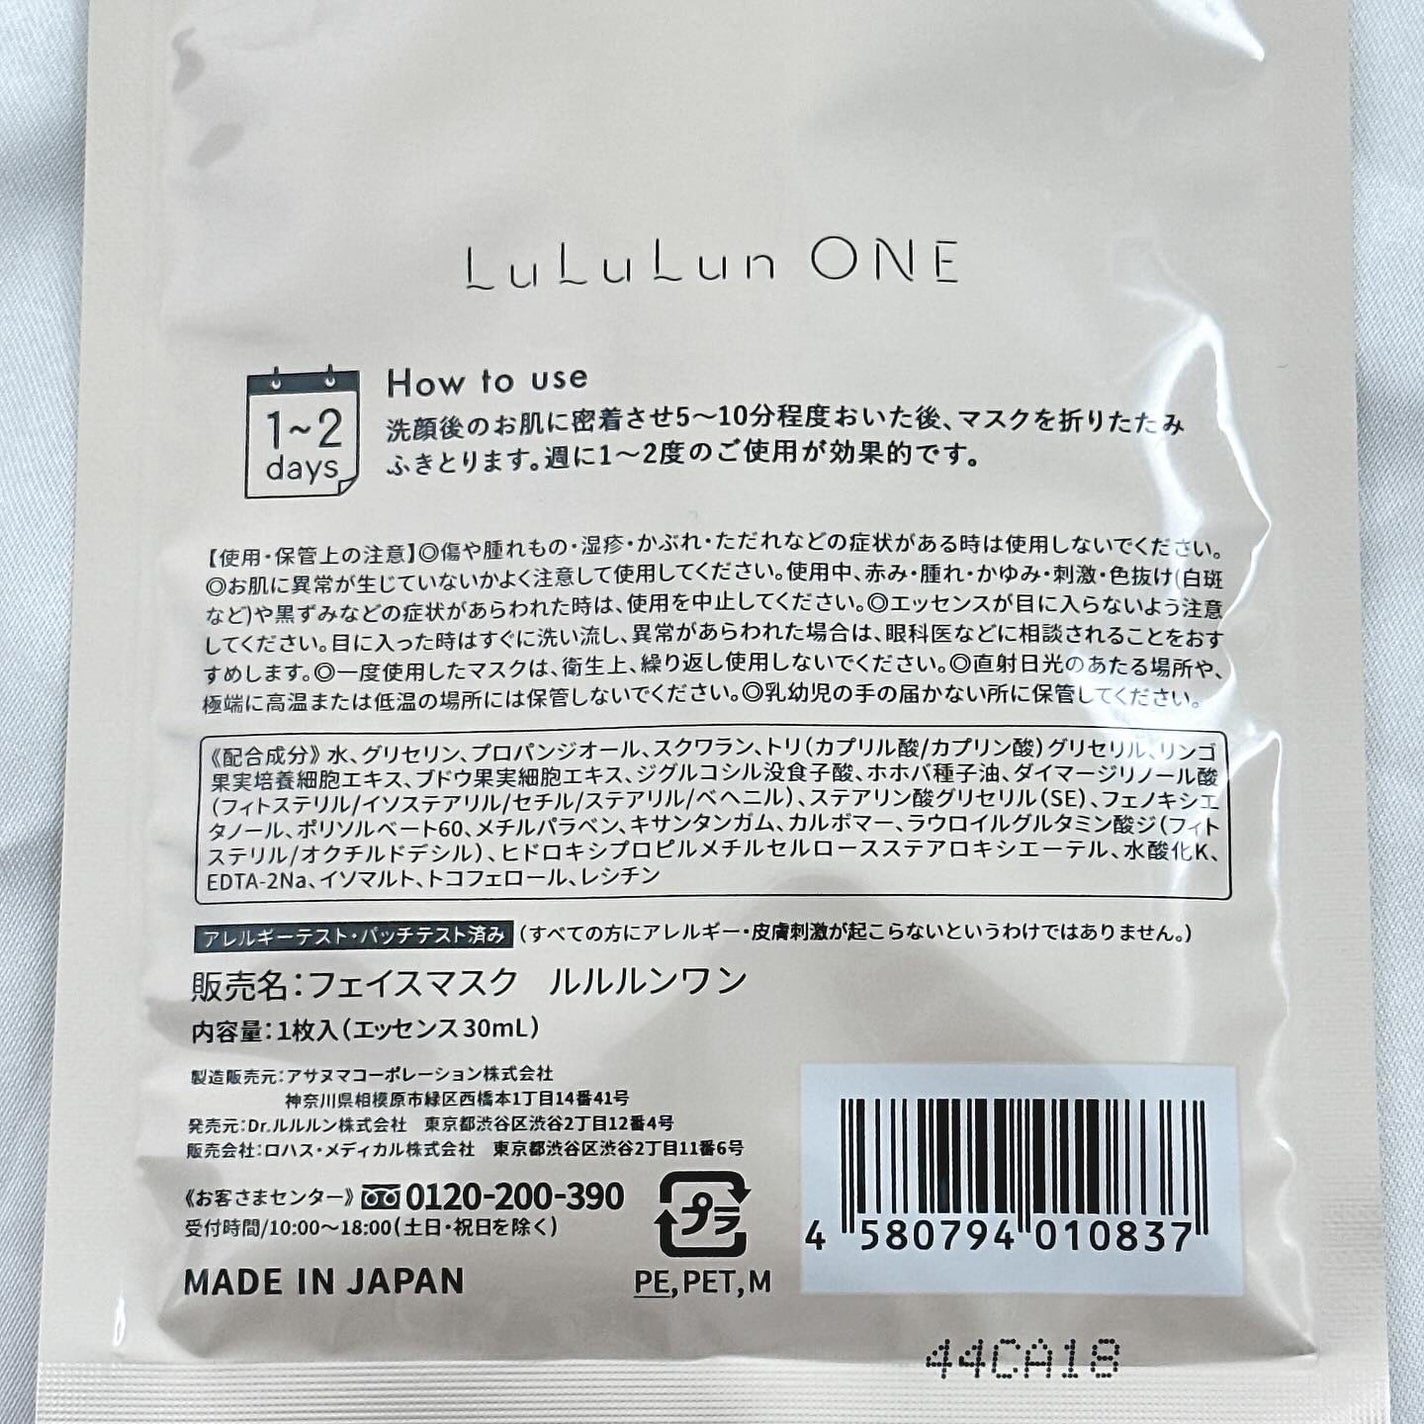 LuLuLun ONE
How to use
1~2
days
洗顔後のお肌に密着させ5〜10分程度おいた後、マスクを折りたたみ
ふきとります。週に1〜2度のご使用が効果的です。
【使用・保管上の注意】◎傷や腫れもの・湿疹・かぶれ・ただれなどの症状がある時は使用しないでください。
◎お肌に異常が生じていないかよく注意して使用してください。使用中、赤み・腫れ・かゆみ・刺激・色抜け(白斑
など)や黒ずみなどの症状があらわれた時は、使用を中止してください。◎エッセンスが目に入らないよう注意
してください。目に入った時はすぐに洗い流し、異常があらわれた場合は、眼科医などに相談されることをおす
すめします。◎一度使用したマスクは、衛生上、繰り返し使用しないでください。◎直射日光のあたる場所や、
極端に高温または低温の場所には保管しないでください。◎乳幼児の手の届かない所に保管してください。
《配合成分》水、グリセリン、プロパンジオール、スクワラン、トリ(カプリル酸/カプリン酸)グリセリル、リンゴ
果実培養細胞エキス、ブドウ果実細胞エキス、ジグルコシル没食子酸、ホホバ種子油、ダイマージリノール酸
(フィトステリル/イソステアリル/セチル/ステアリル/ベヘニル)、ステアリン酸グリセリル(SE)、フェノキシエ
タノール、ポリソルベート60、メチルパラベン、キサンタンガム、カルボマー、ラウロイルグルタミン酸ジ(フィト
ステリル/オクチルドデシル)、ヒドロキシプロピルメチルセルロースステアロキシエーテル、水酸化K、
EDTA-2Na、イソマルト、トコフェロール、レシチン
アレルギーテスト・パッチテスト済み (すべての方にアレルギー・皮膚刺激が起こらないというわけではありません。)
販売名：フェイスマスク ルルルンワン
内容量：1枚入(エッセンス30mL)
製造販売元：アサヌマコーポレーション株式会社
神奈川県相模原市緑区西橋本1丁目14番41号
発売元：Dr.ルルルン株式会社 東京都渋谷区渋谷2丁目12番4号
販売会社：ロハス・メディカル株式会社 東京都渋谷区渋谷2丁目11番6号
《お客さまセンター》0120-200-390
受付時間/10:00〜18:00(土日・祝日を除く)
プラ
MADE IN JAPAN
PE,PET,M
4 580794 010837
44CA18